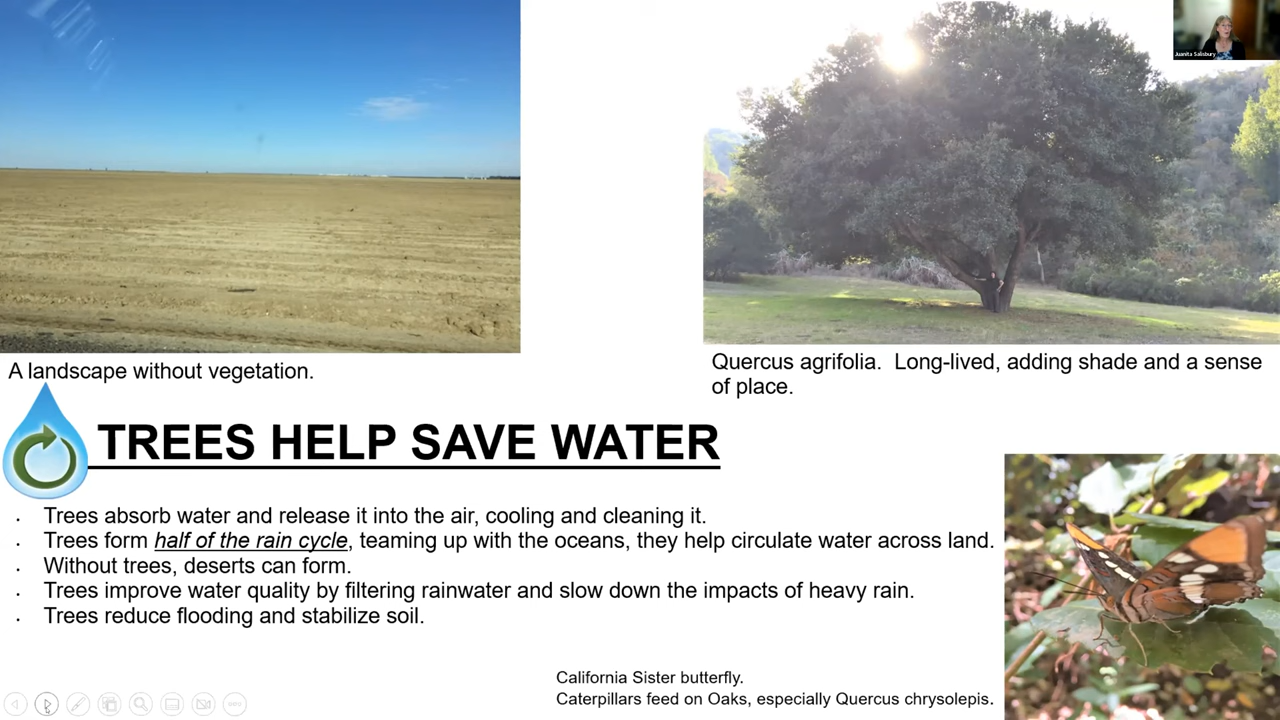 Juanita Salisbury
A landscape without vegetation.
Quercus agrifolia.  Long-lived, adding shade and a sense
of place.
TREES HELP SAVE WATER
· Trees absorb water and release it into the air, cooling and cleaning it.
· Trees form half of the rain cycle, teaming up with the oceans, they help circulate water across land.
· Without trees, deserts can form.
· Trees improve water quality by filtering rainwater and slow down the impacts of heavy rain.
· Trees reduce flooding and stabilize soil.
California Sister butterfly.
Caterpillars feed on Oaks, especially Quercus chrysolepis.